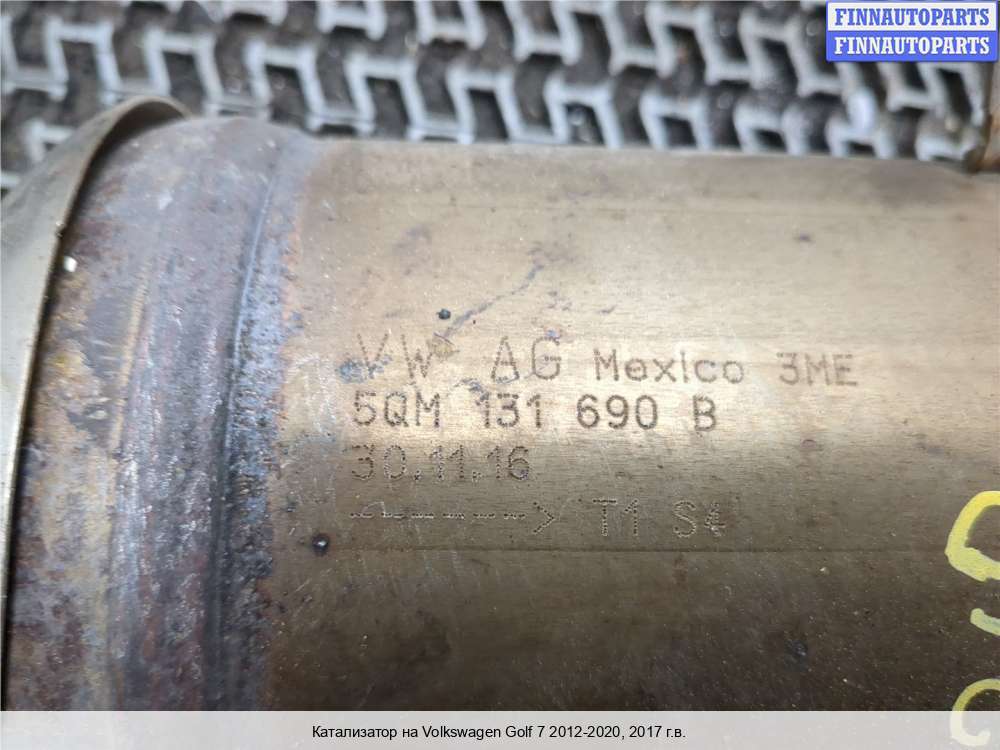 FINNAUTOPARTS
FINNAUTOPARTS
VW AG Mexico 3ME
5QM 131 690 B
30.11.16
T1 S4
Катализатор на Volkswagen Golf 7 2012-2020, 2017 г.в.